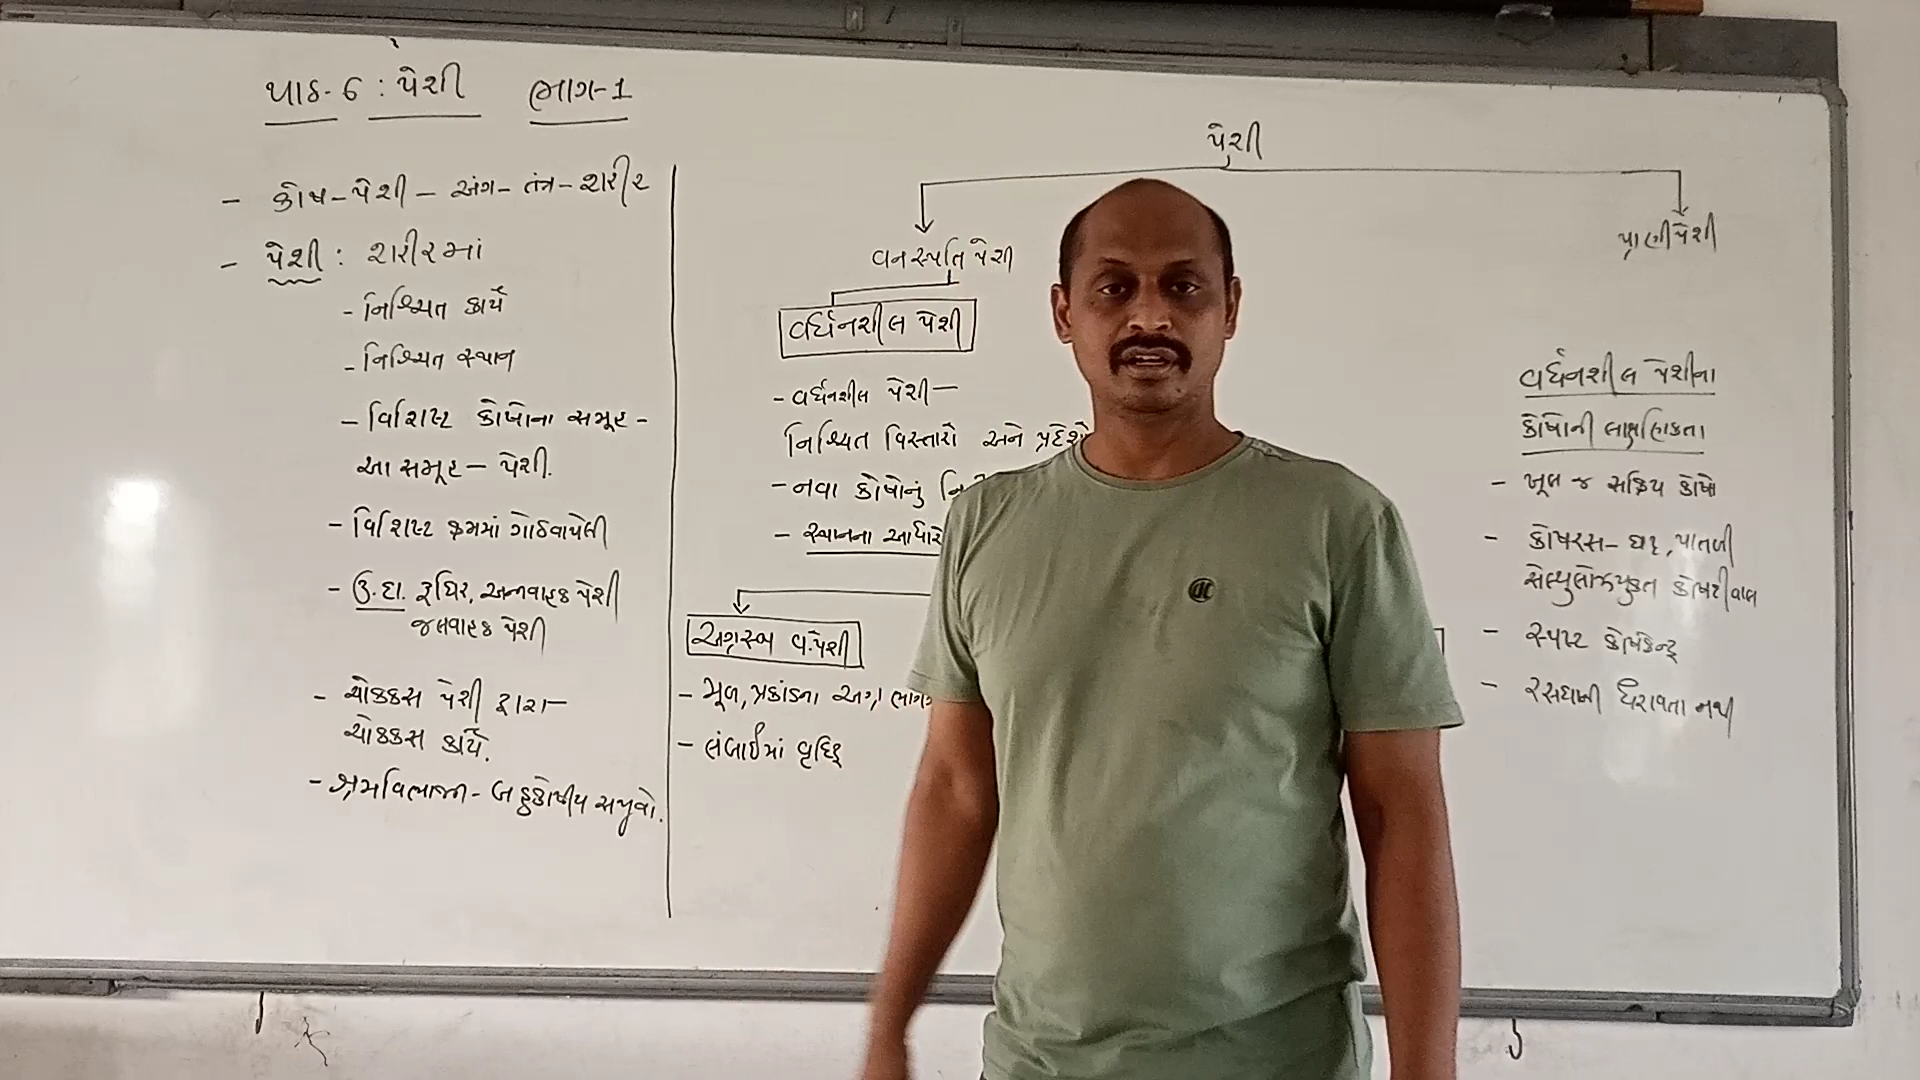 પાઠ-6 : પેશી ભાગ-1
- કોષ-પેશી - અંગ- તંત્ર- શરીર
- પેશી : શરીરમાં
- નિશ્ચિત કાર્ય
- નિશ્ચિત સ્થાન
- વિશિષ્ટ કોષોના સમૂહ -
આ સમૂહ - પેશી.
- વિશિષ્ટ ક્રમમાં ગોઠવાયેલી
- ઉ.દા. રૂધિર, અન્નવાહક પેશી
જલવાહક પેશી
- ચોક્કસ પેશી દ્વારા -
ચોક્કસ કાર્ય.
- શ્રમવિભાજન - બહુકોષીય સજીવો.
પેશી
વનસ્પતિ પેશી
પ્રાણીપેશી
વર્ધનશીલ પેશી
- વર્ધનશીલ પેશી -
નિશ્ચિત વિસ્તારો અને પ્રદેશો
- નવા કોષોનું
- સ્થાનના આધારે
અગ્રસ્થ વ.પેશી
- મૂળ, પ્રકાંડના અગ્ર
- લંબાઈમાં વૃદ્ધિ
વર્ધનશીલ પેશીના
કોષોની લાક્ષણિકતા
- ખૂબ જ સક્રિય કોષો
- કોષરસ - ઘટ્ટ, પાતળી
સેલ્યુલોઝયુક્ત કોષદીવાલ
- સ્પષ્ટ કોષકેન્દ્ર
- રસધાની ધરાવતા નથી